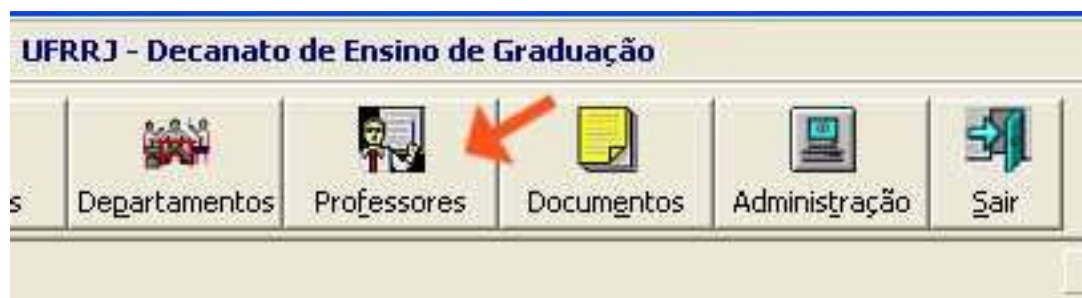 UFRRJ - Decanato de Ensino de Graduação
s Departamentos Professores Documentos Administração Sair